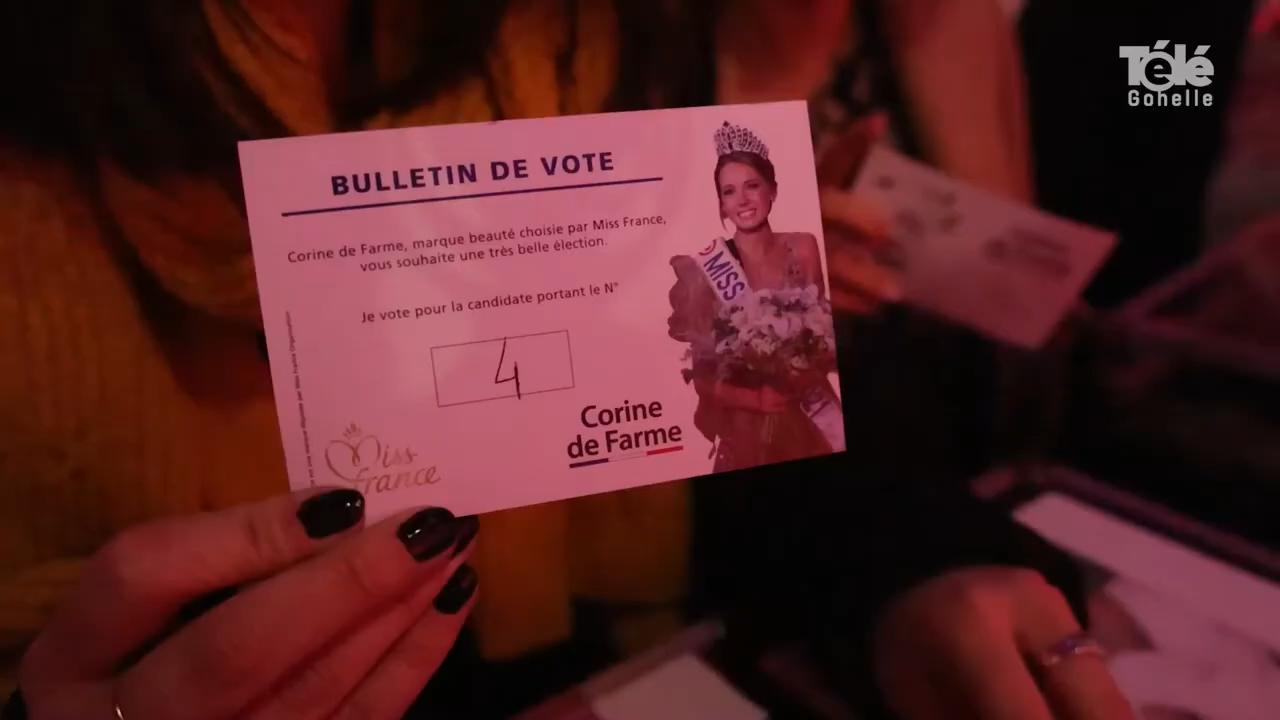 Télé
Gohelle
BULLETIN DE VOTE
Corine de Farme, marque beauté choisie par Miss France,
vous souhaite une très belle élection.
Je vote pour la candidate portant le N°
4
MISS
Corine
de Farme
Miss
france